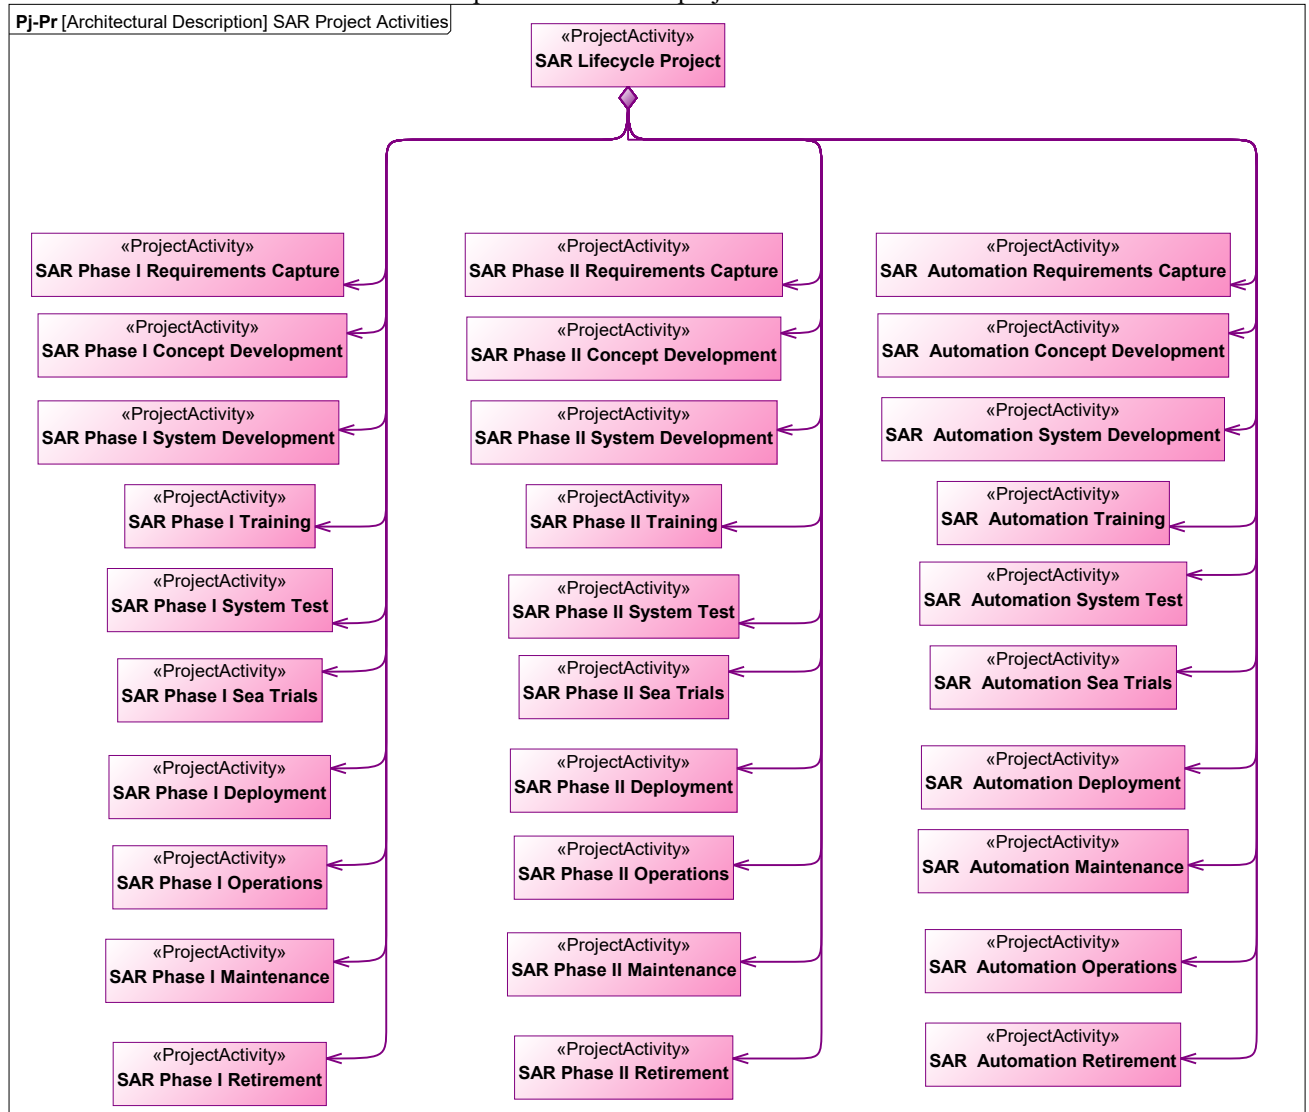 Pj-Pr [Architectural Description] SAR Project Activities
«ProjectActivity»
SAR Lifecycle Project
«ProjectActivity»
SAR Phase I Requirements Capture
«ProjectActivity»
SAR Phase I Concept Development
«ProjectActivity»
SAR Phase I System Development
«ProjectActivity»
SAR Phase I Training
«ProjectActivity»
SAR Phase I System Test
«ProjectActivity»
SAR Phase I Sea Trials
«ProjectActivity»
SAR Phase I Deployment
«ProjectActivity»
SAR Phase I Operations
«ProjectActivity»
SAR Phase I Maintenance
«ProjectActivity»
SAR Phase I Retirement
«ProjectActivity»
SAR Phase II Requirements Capture
«ProjectActivity»
SAR Phase II Concept Development
«ProjectActivity»
SAR Phase II System Development
«ProjectActivity»
SAR Phase II Training
«ProjectActivity»
SAR Phase II System Test
«ProjectActivity»
SAR Phase II Sea Trials
«ProjectActivity»
SAR Phase II Deployment
«ProjectActivity»
SAR Phase II Operations
«ProjectActivity»
SAR Phase II Maintenance
«ProjectActivity»
SAR Phase II Retirement
«ProjectActivity»
SAR Automation Requirements Capture
«ProjectActivity»
SAR Automation Concept Development
«ProjectActivity»
SAR Automation System Development
«ProjectActivity»
SAR Automation Training
«ProjectActivity»
SAR Automation System Test
«ProjectActivity»
SAR Automation Sea Trials
«ProjectActivity»
SAR Automation Deployment
«ProjectActivity»
SAR Automation Maintenance
«ProjectActivity»
SAR Automation Operations
«ProjectActivity»
SAR Automation Retirement